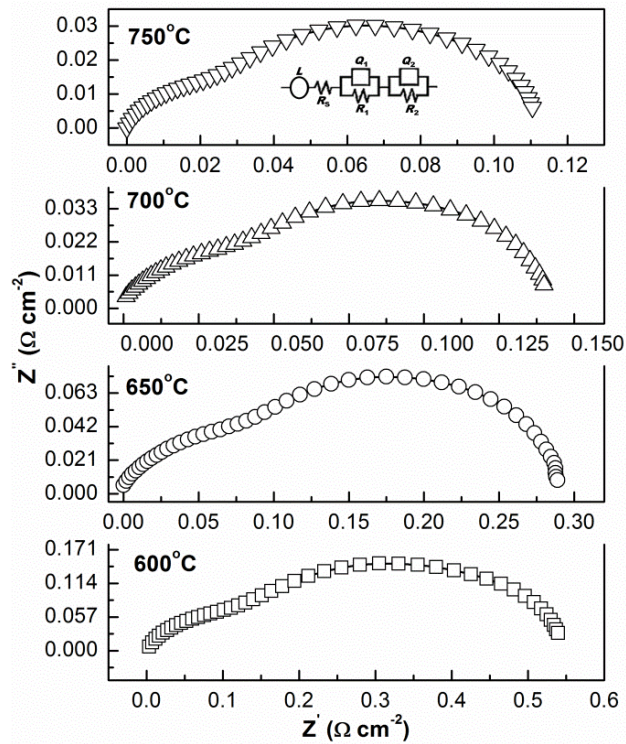 750°C
0.03
0.02
0.01
0.00
L
Rs
Q1
R1
Q2
R2
0.00 0.02 0.04 0.06 0.08 0.10 0.12
700°C
0.033
0.022
0.011
0.000
0.000 0.025 0.050 0.075 0.100 0.125 0.150
Z'' (Ω cm-2)
650°C
0.063
0.042
0.021
0.000
0.00 0.05 0.10 0.15 0.20 0.25 0.30
600°C
0.171
0.114
0.057
0.000
0.0 0.1 0.2 0.3 0.4 0.5 0.6
Z' (Ω cm-2)